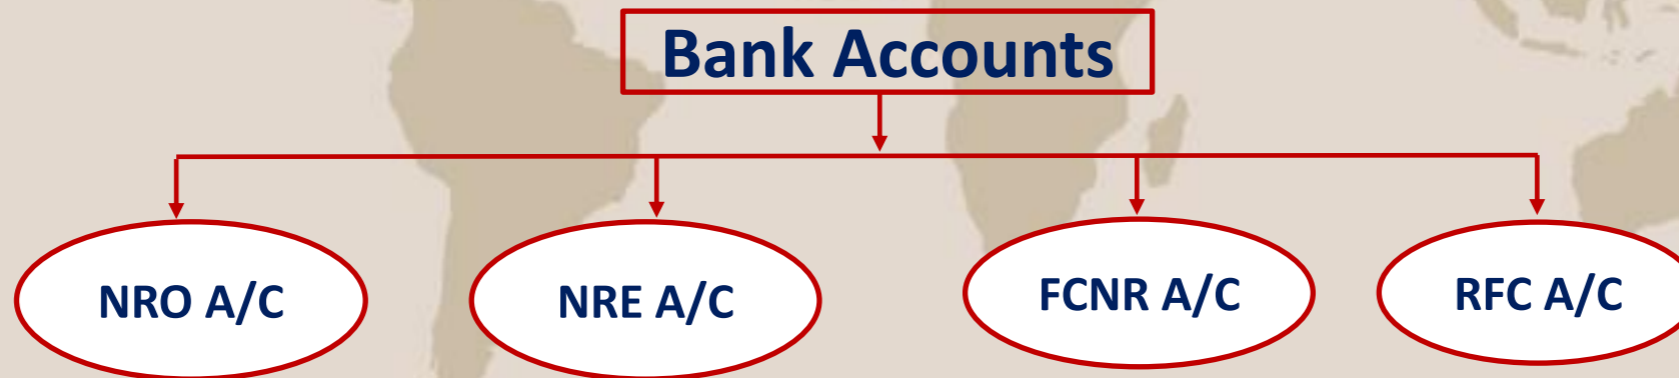 Bank Accounts
NRO A/C
NRE A/C
FCNR A/C
RFC A/C